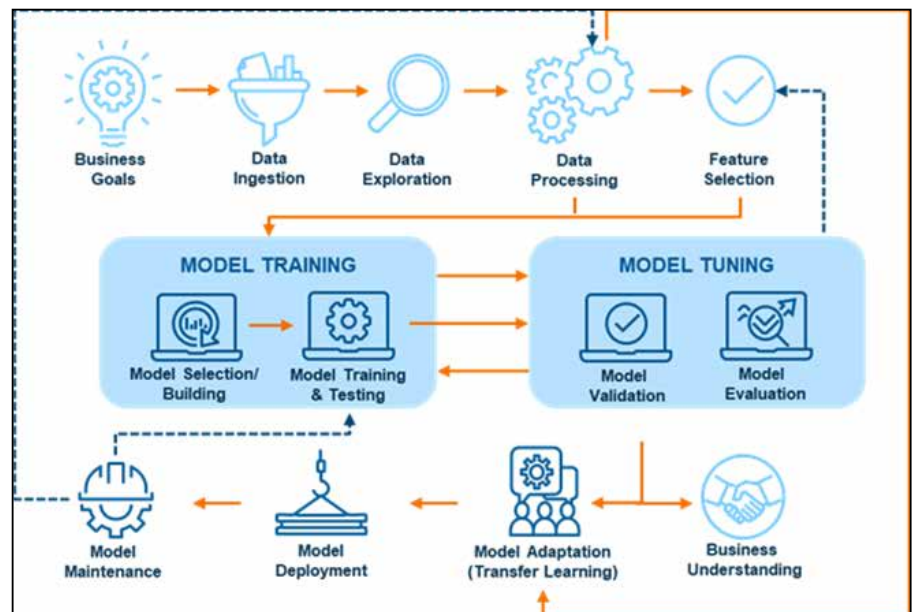 Business
Goals
Data
Ingestion
Data
Exploration
Data
Processing
Feature
Selection
MODEL TRAINING
Model Selection/
Building
Model Training
& Testing
MODEL TUNING
Model
Validation
Model
Evaluation
Model
Maintenance
Model
Deployment
Model Adaptation
(Transfer Learning)
Business
Understanding